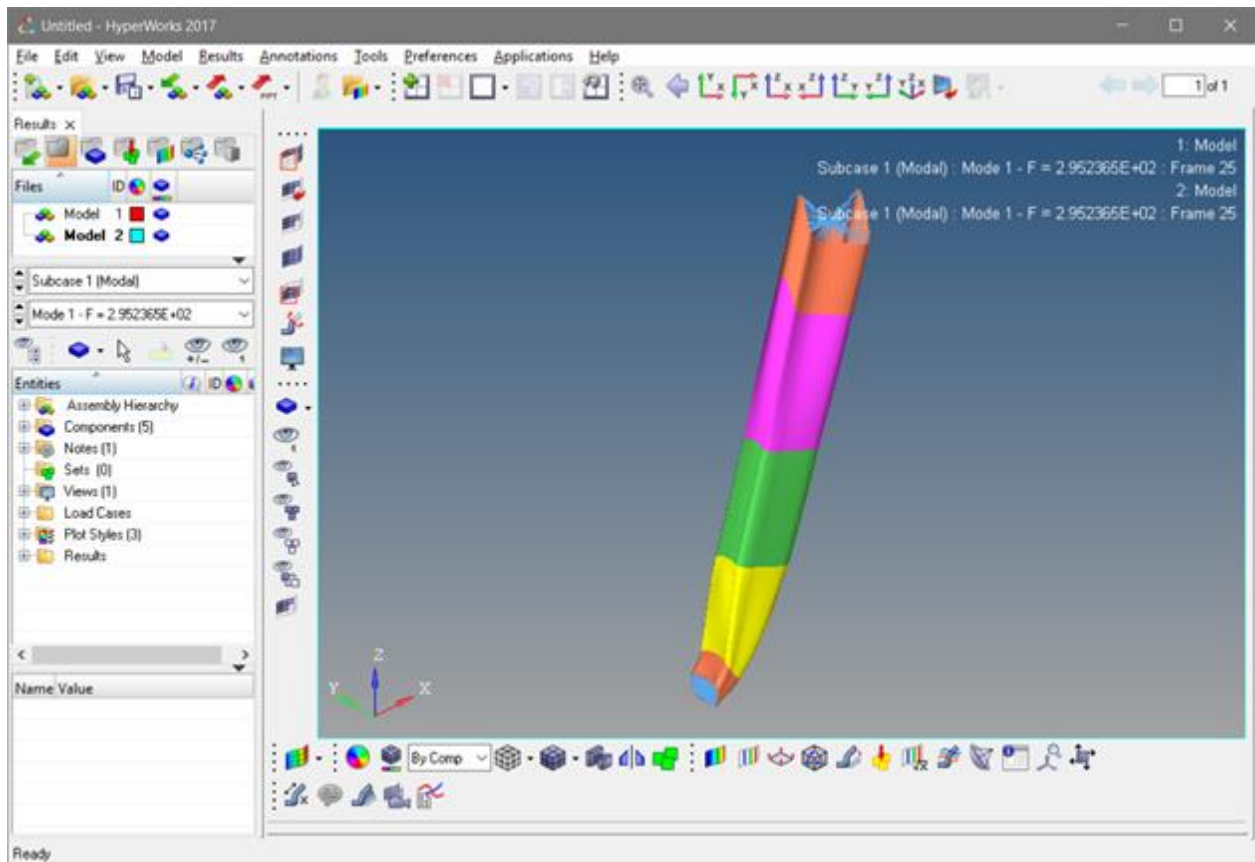 Untitled - HyperWorks 2017
File Edit View Model Results Annotations Tools Preferences Applications Help
1 of 1
Results
Files ID
Model 1
Model 2
Subcase 1 (Modal)
Mode 1 - F = 2.952365E+02
Entities ID
Assembly Hierarchy
Components (5)
Notes (1)
Sets (0)
Views (1)
Load Cases
Plot Styles (3)
Results
Name Value
1: Model
Subcase 1 (Modal) : Mode 1 - F = 2.952365E+02 : Frame 25
2: Model
Subcase 1 (Modal) : Mode 1 - F = 2.952365E+02 : Frame 25
Z
Y X
By Comp
Ready